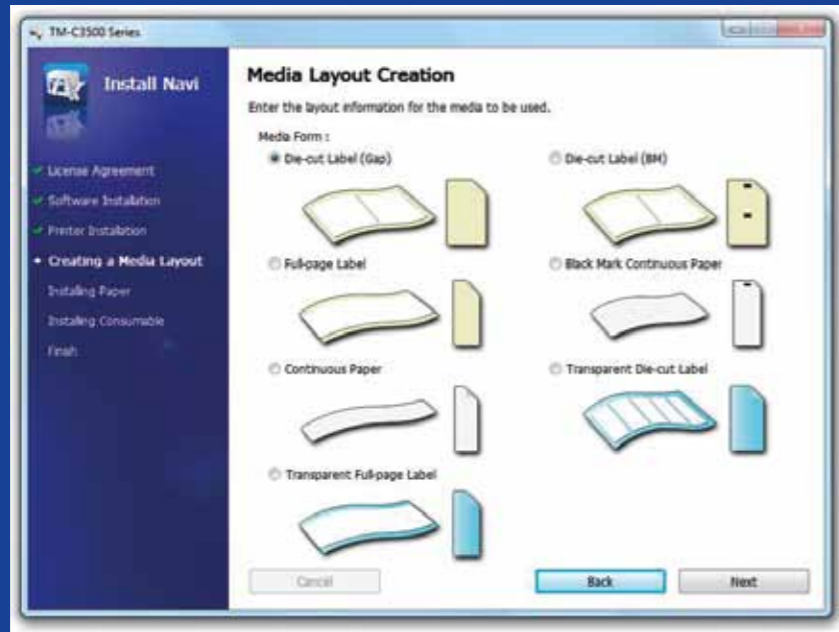 TM-C3500 Series
Install Navi
License Agreement
Software Installation
Printer Installation
Creating a Media Layout
Installing Paper
Installing Consumable
Finish
Media Layout Creation
Enter the layout information for the media to be used.
Media Form :
Die-cut Label (Gap)
Die-cut Label (BM)
Full-page Label
Black Mark Continuous Paper
Continuous Paper
Transparent Die-cut Label
Transparent Full-page Label
Cancel
Back
Next